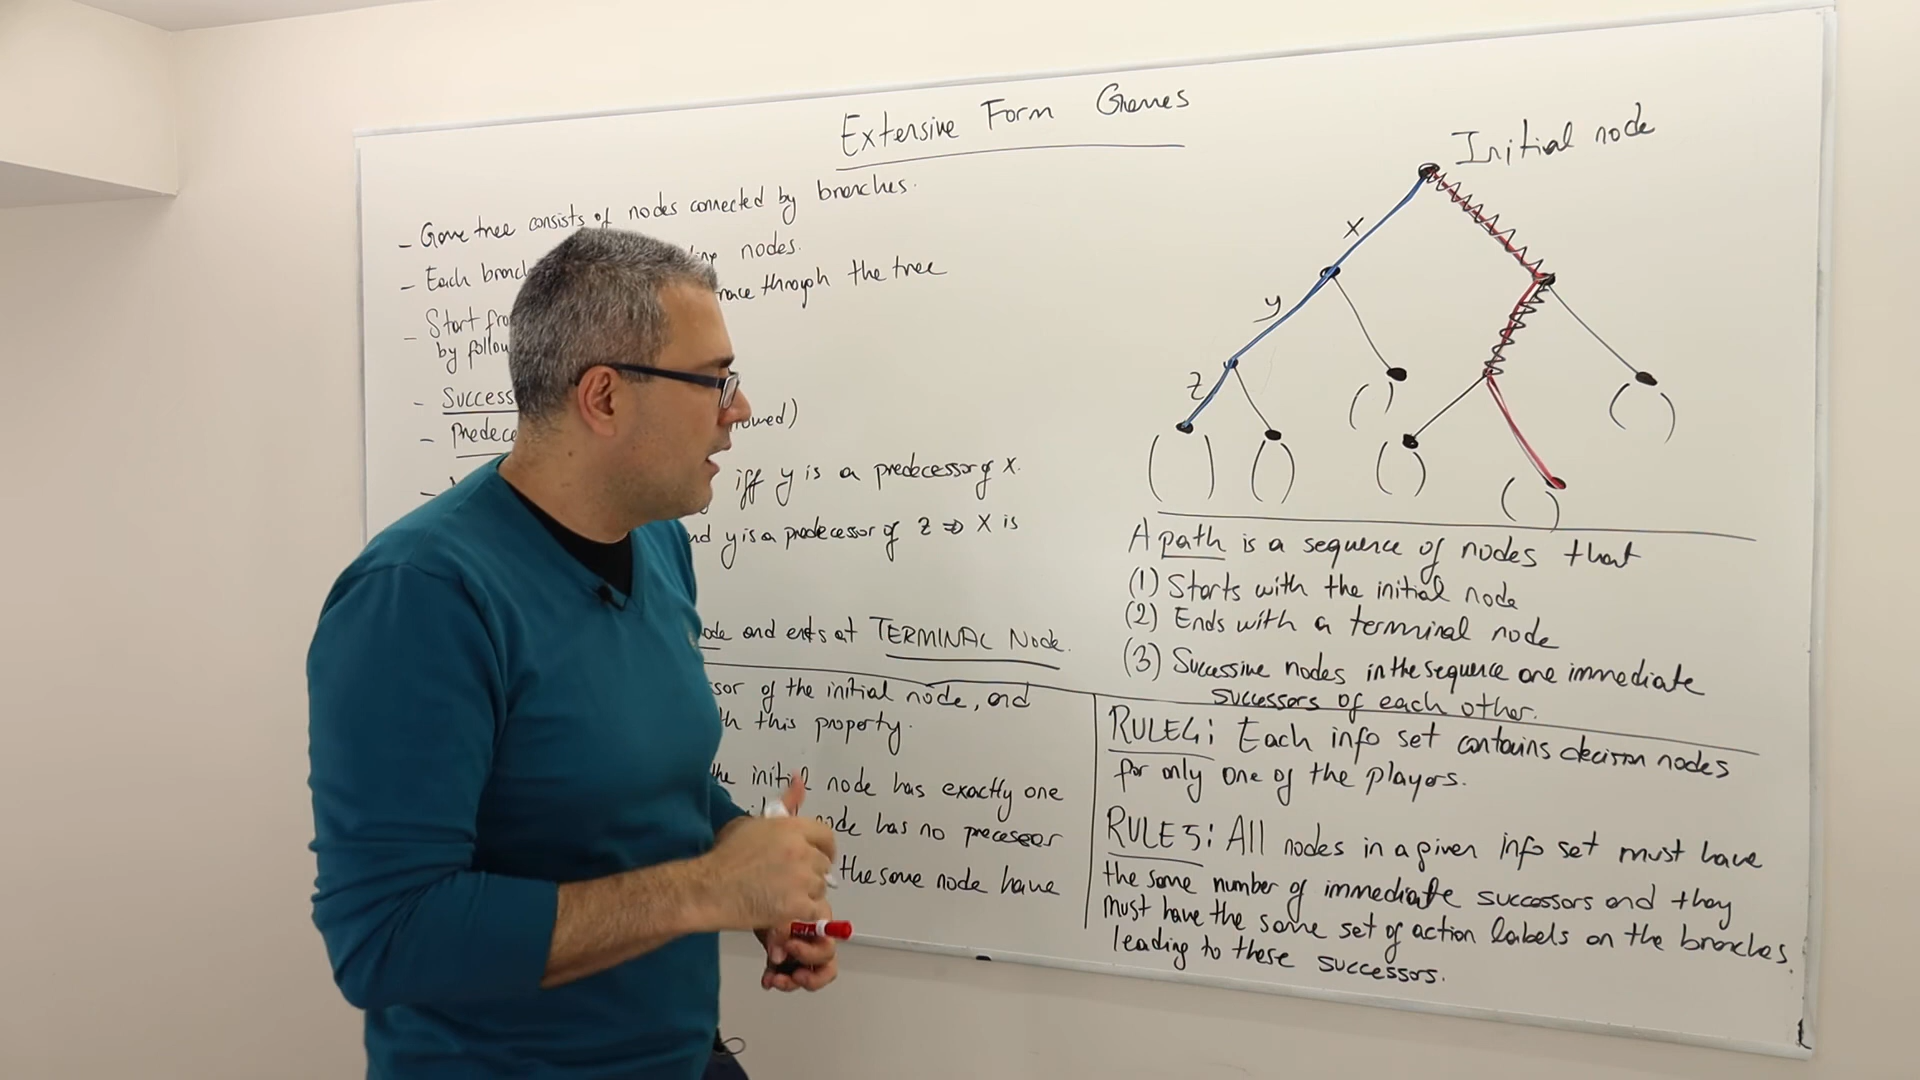 Extensive Form Games
Initial node
- Game tree consists of nodes connected by branches.
- Each branch nodes.
- Start from trace through the tree
by follow
- Success
- Predece allowed)
iff y is a predecessor of x.
and y is a predecessor of z ⇒ x is
node and ends at TERMINAL Node.
ssor of the initial node, and
th this property.
the initial node has exactly one
node has no precessor
the same node have
x
y
z
( ) ( ) ( ) ( ) ( ) ( )
A path is a sequence of nodes that
(1) Starts with the initial node
(2) Ends with a terminal node
(3) Successive nodes in the sequence are immediate
successors of each other.
RULE4: Each info set contains decision nodes
for only one of the players.
RULE5: All nodes in a given info set must have
the same number of immediate successors and they
must have the same set of action labels on the branches
leading to these successors.